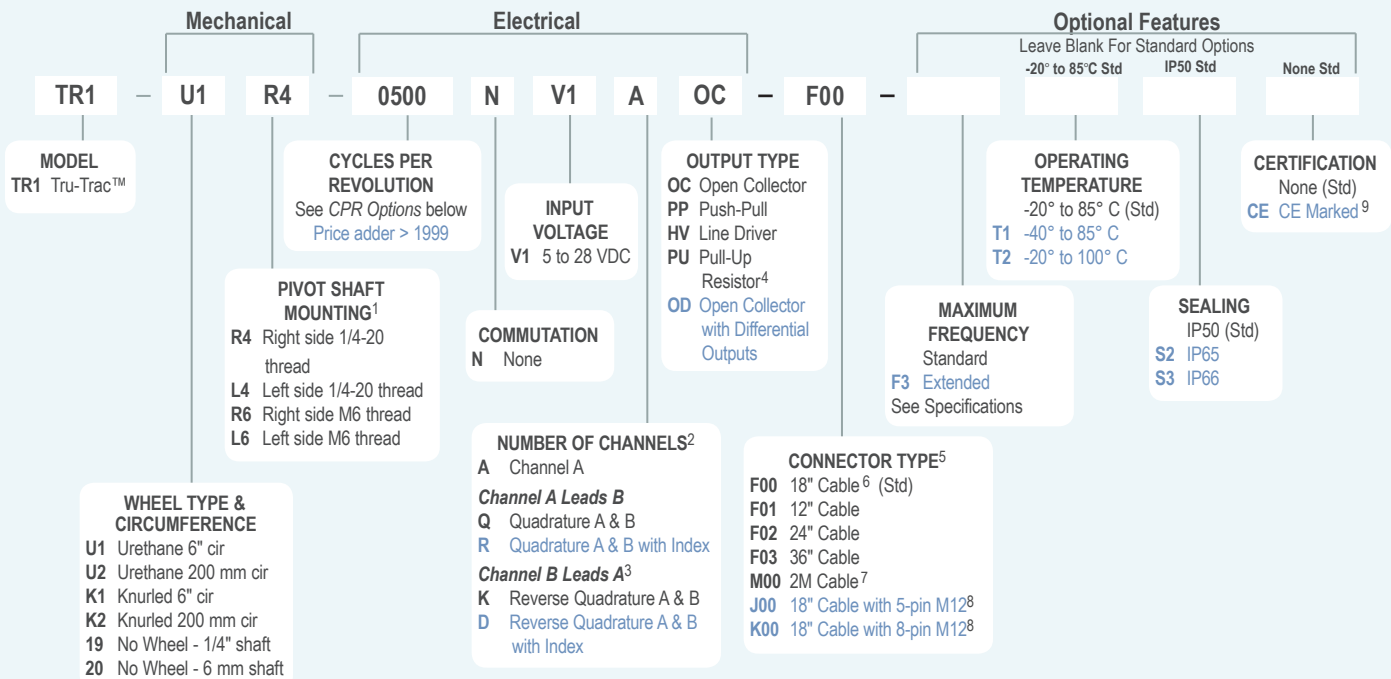 Mechanical
Electrical
Optional Features
Leave Blank For Standard Options
-20° to 85°C Std
IP50 Std
None Std
TR1 – U1 R4 – 0500 N V1 A OC – F00 –
MODEL
TR1 Tru-Trac™
CYCLES PER
REVOLUTION
See CPR Options below
Price adder > 1999
INPUT
VOLTAGE
V1 5 to 28 VDC
OUTPUT TYPE
OC Open Collector
PP Push-Pull
HV Line Driver
PU Pull-Up
Resistor4
OD Open Collector
with Differential
Outputs
OPERATING
TEMPERATURE
-20° to 85° C (Std)
T1 -40° to 85° C
T2 -20° to 100° C
CERTIFICATION
None (Std)
CE CE Marked 9
PIVOT SHAFT
MOUNTING1
R4 Right side 1/4-20
thread
L4 Left side 1/4-20 thread
R6 Right side M6 thread
L6 Left side M6 thread
COMMUTATION
N None
MAXIMUM
FREQUENCY
Standard
F3 Extended
See Specifications
SEALING
IP50 (Std)
S2 IP65
S3 IP66
WHEEL TYPE &
CIRCUMFERENCE
U1 Urethane 6" cir
U2 Urethane 200 mm cir
K1 Knurled 6" cir
K2 Knurled 200 mm cir
19 No Wheel - 1/4" shaft
20 No Wheel - 6 mm shaft
NUMBER OF CHANNELS2
A Channel A
Channel A Leads B
Q Quadrature A & B
R Quadrature A & B with Index
Channel B Leads A3
K Reverse Quadrature A & B
D Reverse Quadrature A & B
with Index
CONNECTOR TYPE5
F00 18" Cable 6 (Std)
F01 12" Cable
F02 24" Cable
F03 36" Cable
M00 2M Cable7
J00 18" Cable with 5-pin M128
K00 18" Cable with 8-pin M128